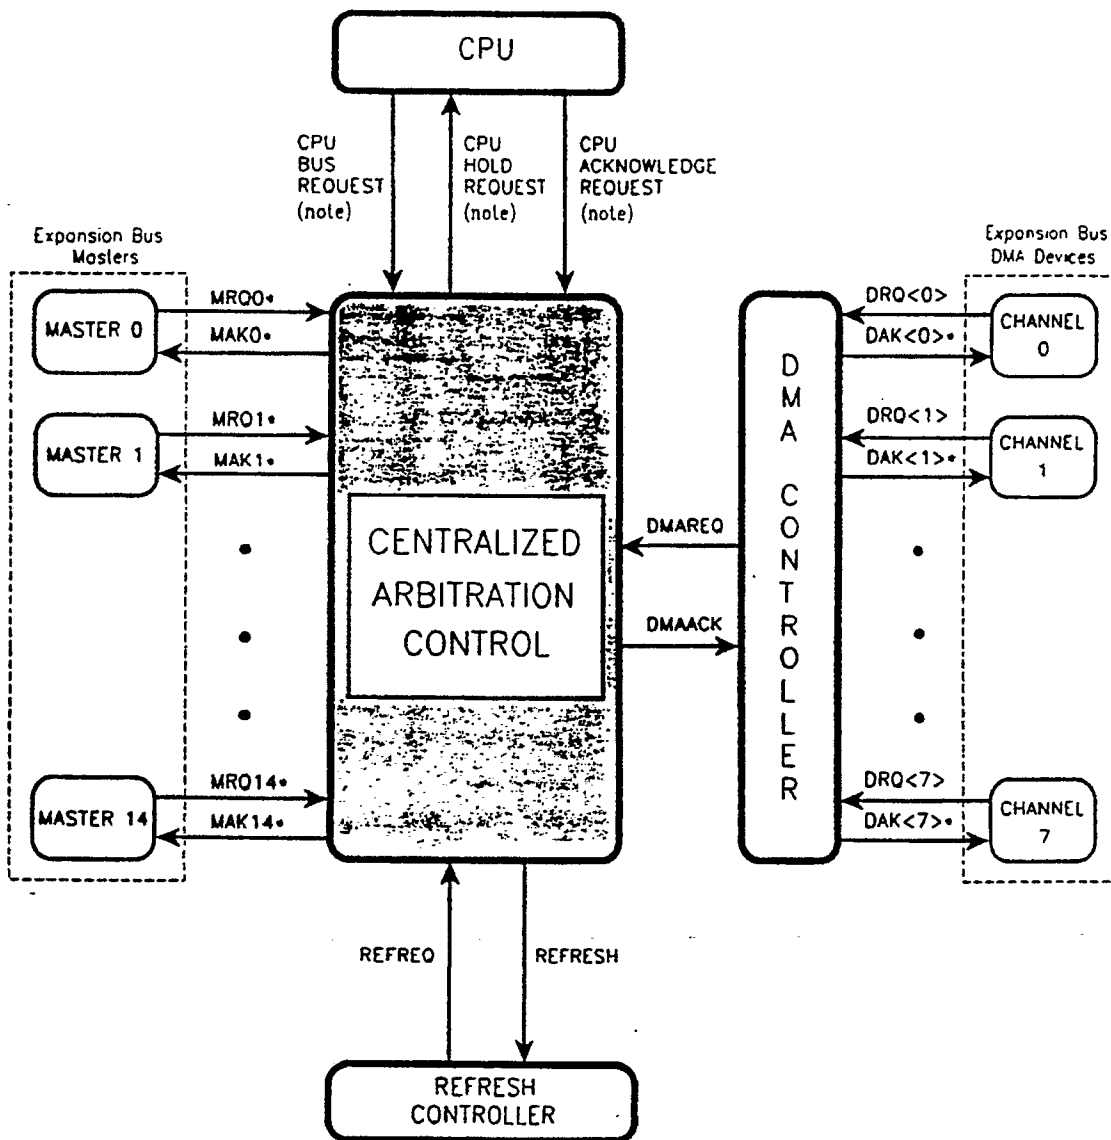 CPU
CPU
BUS
REQUEST
(note)
CPU
HOLD
REQUEST
(note)
CPU
ACKNOWLEDGE
REQUEST
(note)
Expansion Bus
Masters
Expansion Bus
DMA Devices
MASTER 0
MRQ0*
MAK0*
MASTER 1
MRQ1*
MAK1*
MASTER 14
MRQ14*
MAK14*
CENTRALIZED
ARBITRATION
CONTROL
DMAREQ
DMAACK
DMA CONTROLLER
DRQ<0>
DAK<0>*
CHANNEL
0
DRQ<1>
DAK<1>*
CHANNEL
1
DRQ<7>
DAK<7>*
CHANNEL
7
REFREQ
REFRESH
REFRESH
CONTROLLER